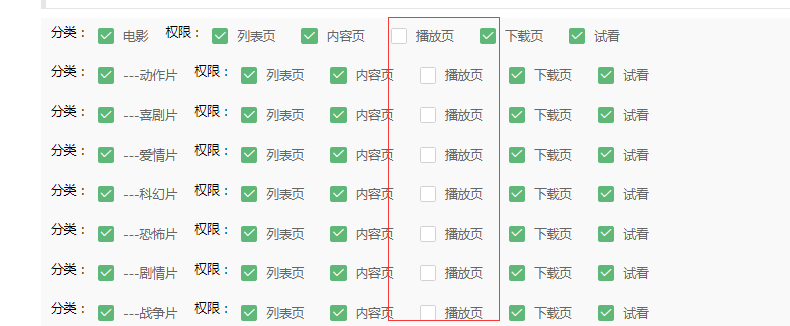 分类： 电影 权限： 列表页 内容页 播放页 下载页 试看
分类： ---动作片 权限： 列表页 内容页 播放页 下载页 试看
分类： ---喜剧片 权限： 列表页 内容页 播放页 下载页 试看
分类： ---爱情片 权限： 列表页 内容页 播放页 下载页 试看
分类： ---科幻片 权限： 列表页 内容页 播放页 下载页 试看
分类： ---恐怖片 权限： 列表页 内容页 播放页 下载页 试看
分类： ---剧情片 权限： 列表页 内容页 播放页 下载页 试看
分类： ---战争片 权限： 列表页 内容页 播放页 下载页 试看